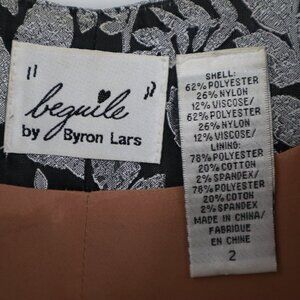 " beguile "
by Byron Lars
SHELL:
62% POLYESTER
26% NYLON
12% VISCOSE/
62% POLYESTER
26% NYLON
12% VISCOSE/
LINING:
78% POLYESTER
20% COTTON
2% SPANDEX/
78% POLYESTER
20% COTON
2% SPANDEX
MADE IN CHINA/
FABRIQUE
EN CHINE
2